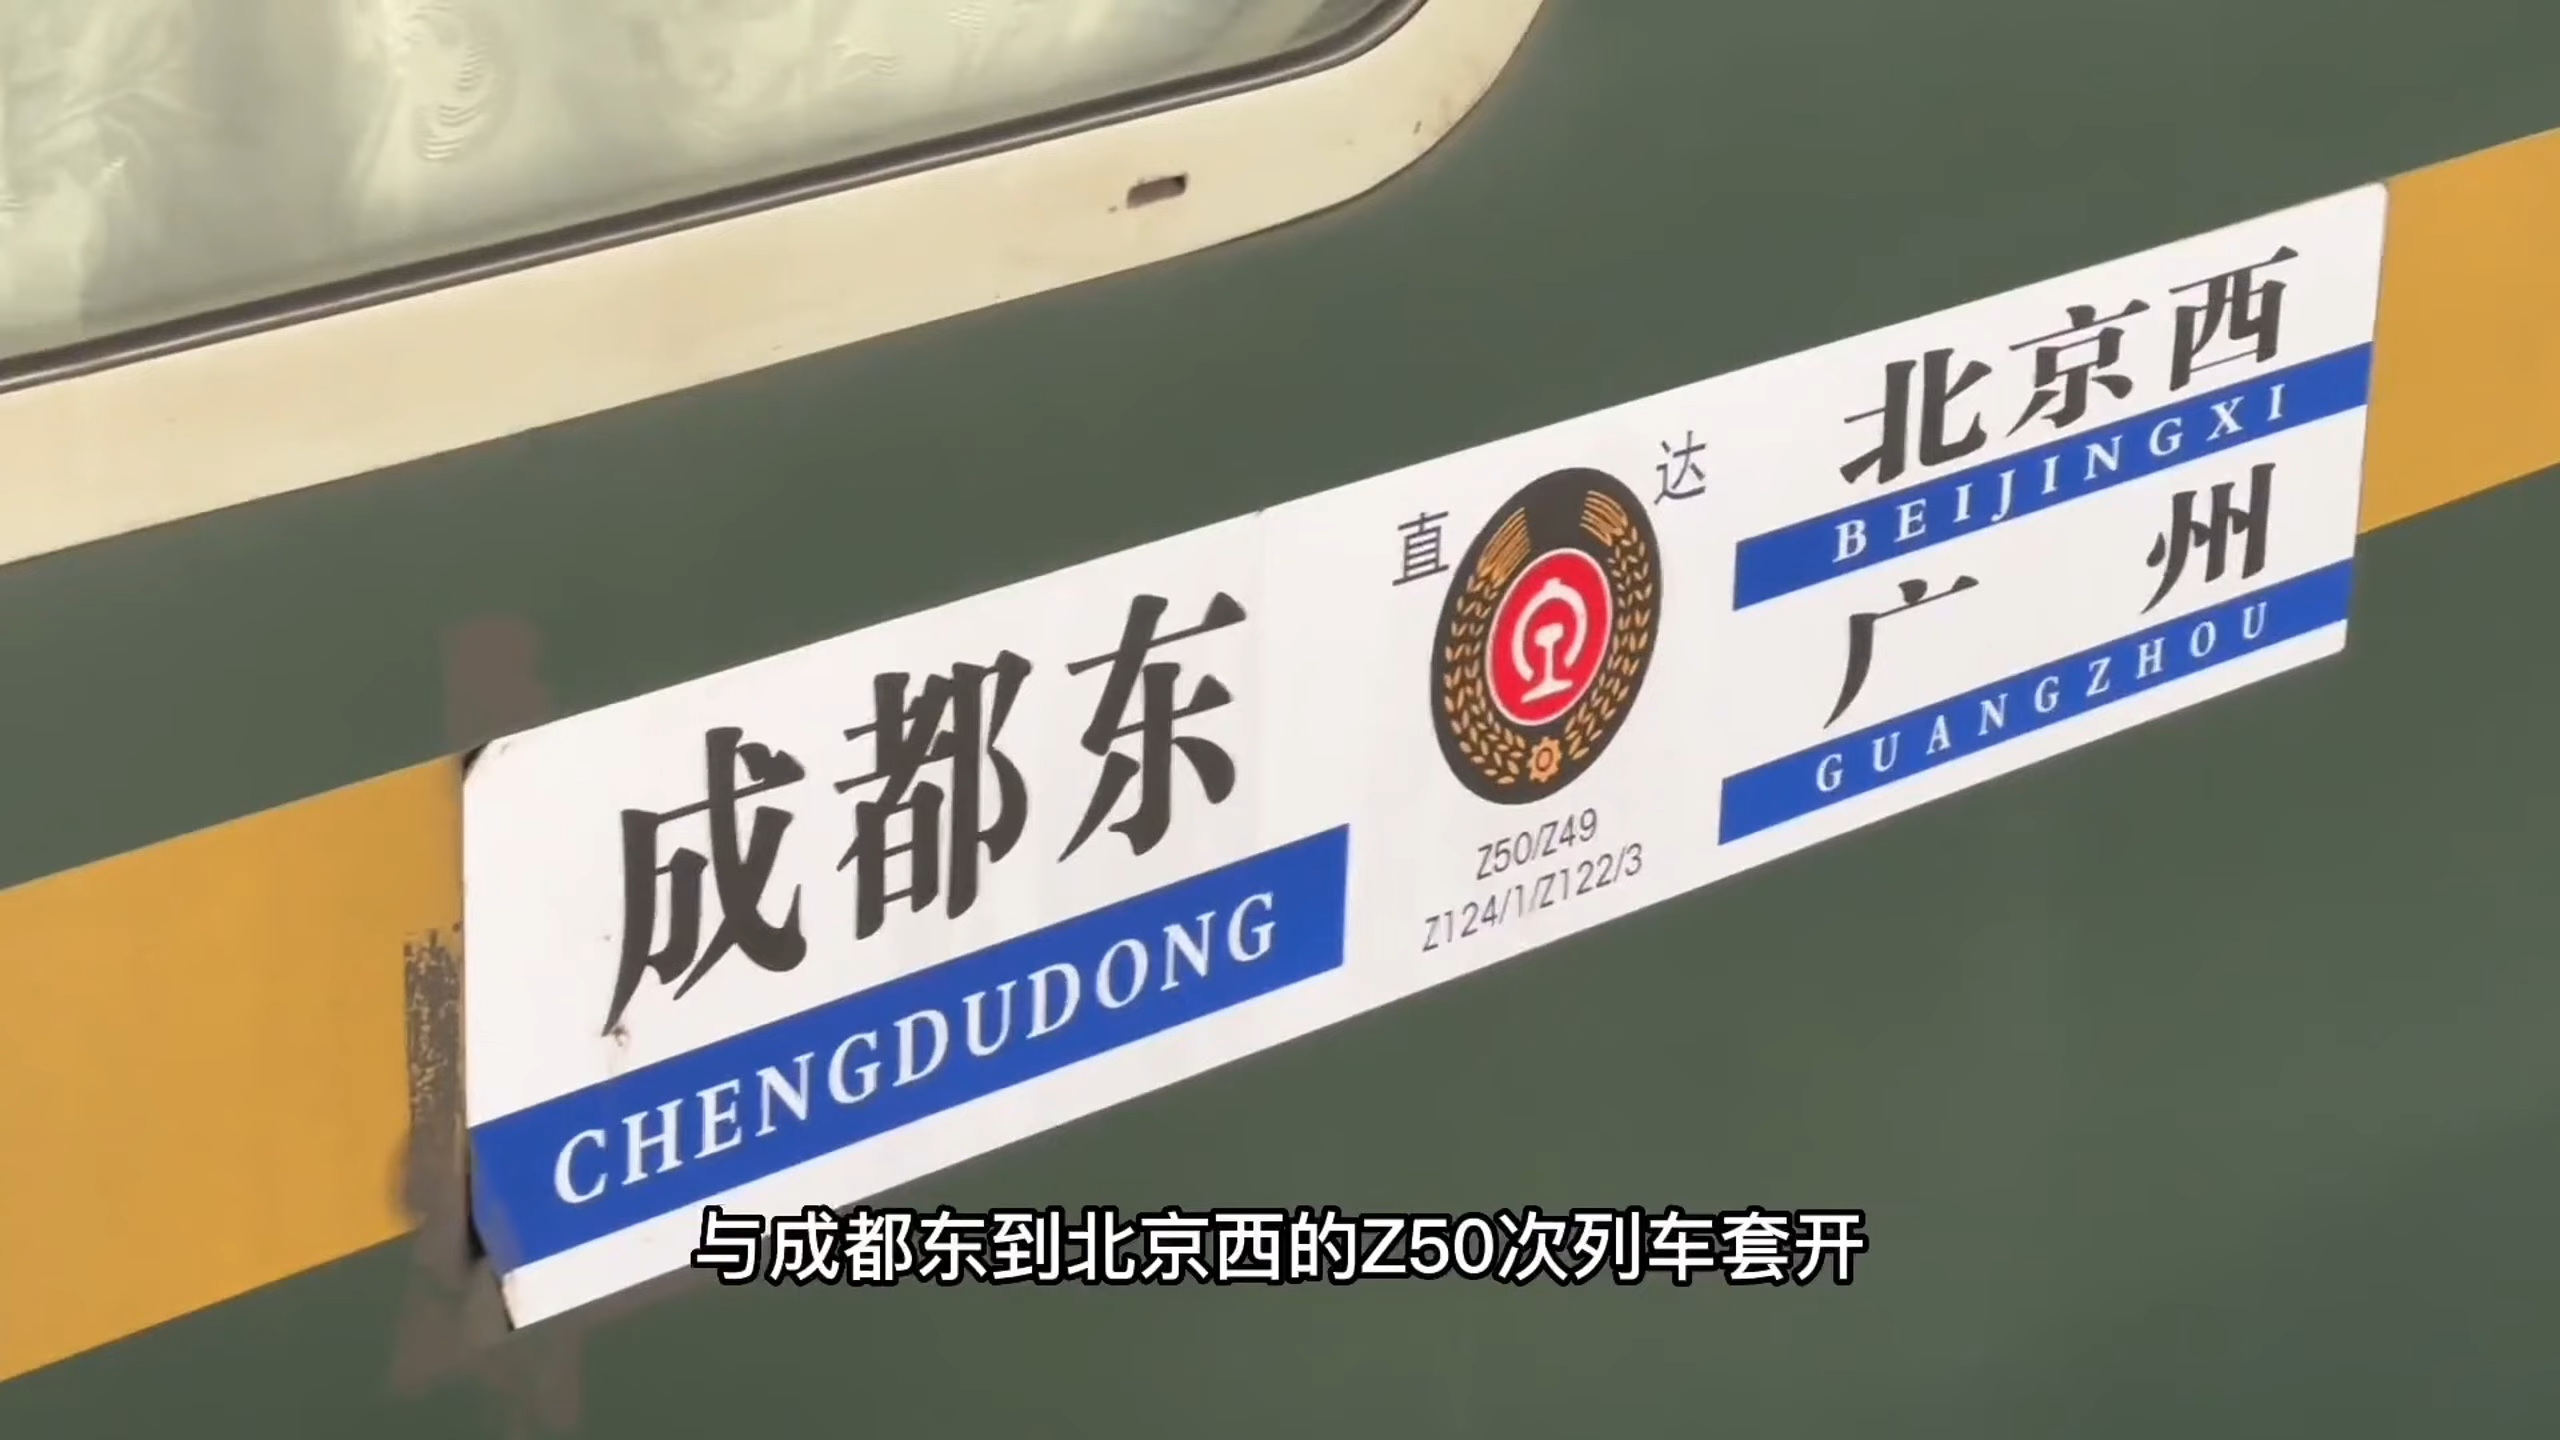 成都东
CHENGDUDONG
直达
Z50/Z49
Z124/1/Z122/3
北京西
BEIJINGXI
广州
GUANGZHOU
与成都东到北京西的Z50次列车套开